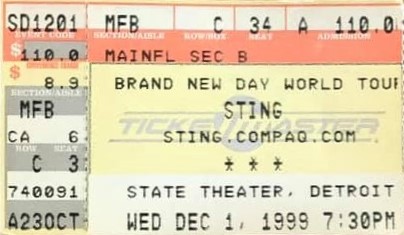 SD1201 MFB C 34 A 110.0
EVENT CODE SECTION/AISLE ROW/BOX SEAT ADMISSION
$ 110.0 MAINFL SEC B
$ 8.9 BRAND NEW DAY WORLD TOUR
SECTION/AISLE
MFB STING
TICKETMASTER
CA 6 STING.COMPAQ.COM
ROW SEAT
C 3 * * *
740091 STATE THEATER, DETROIT
A23OCT WED DEC 1, 1999 7:30PM